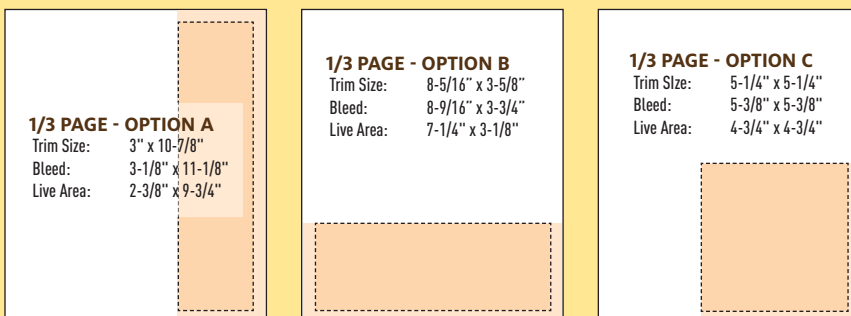 1/3 PAGE - OPTION A
Trim Size: 3" x 10-7/8"
Bleed: 3-1/8" x 11-1/8"
Live Area: 2-3/8" x 9-3/4"
1/3 PAGE - OPTION B
Trim Size: 8-5/16” x 3-5/8”
Bleed: 8-9/16” x 3-3/4”
Live Area: 7-1/4" x 3-1/8"
1/3 PAGE - OPTION C
Trim SIze: 5-1/4" x 5-1/4"
Bleed: 5-3/8" x 5-3/8"
Live Area: 4-3/4" x 4-3/4"